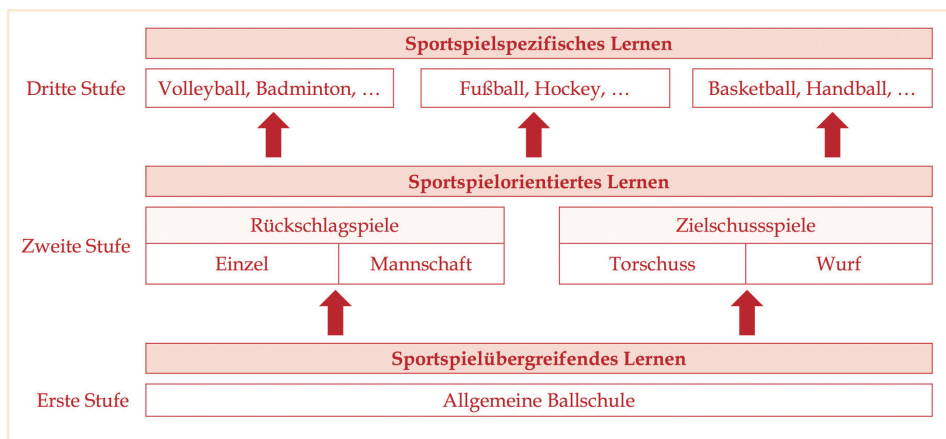 Sportspielspezifisches Lernen
Dritte Stufe
Volleyball, Badminton, …
Fußball, Hockey, …
Basketball, Handball, …
Sportspielorientiertes Lernen
Zweite Stufe
Rückschlagspiele
Zielschussspiele
Einzel
Mannschaft
Torschuss
Wurf
Sportspielübergreifendes Lernen
Erste Stufe
Allgemeine Ballschule